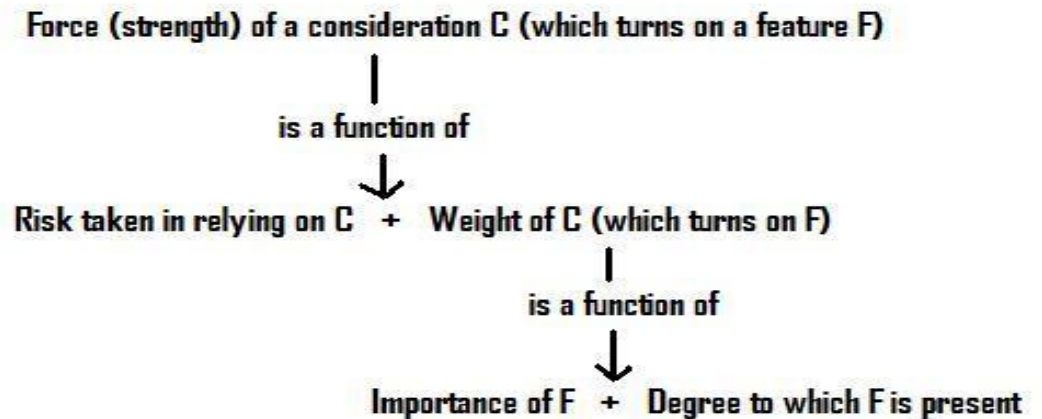 Force (strength) of a consideration C (which turns on a feature F)
is a function of
Risk taken in relying on C + Weight of C (which turns on F)
is a function of
Importance of F + Degree to which F is present